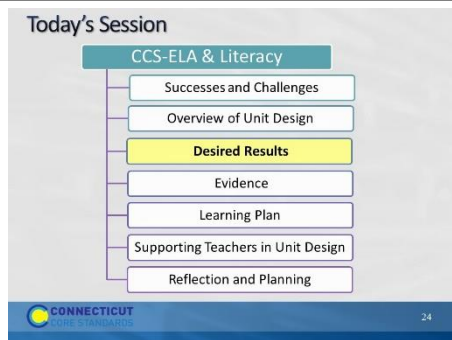 Today's Session
CCS-ELA & Literacy
Successes and Challenges
Overview of Unit Design
Desired Results
Evidence
Learning Plan
Supporting Teachers in Unit Design
Reflection and Planning
CONNECTICUT
CORE STANDARDS
24